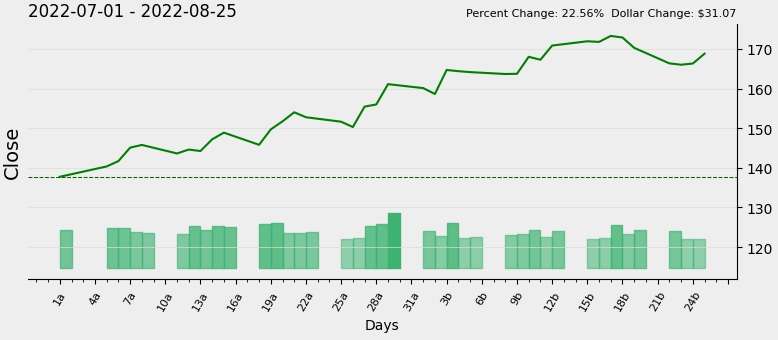 2022-07-01 - 2022-08-25
Percent Change: 22.56% Dollar Change: $31.07
Close
170
160
150
140
130
120
1a 4a 7a 10a 13a 16a 19a 22a 25a 28a 31a 3b 6b 9b 12b 15b 18b 21b 24b
Days